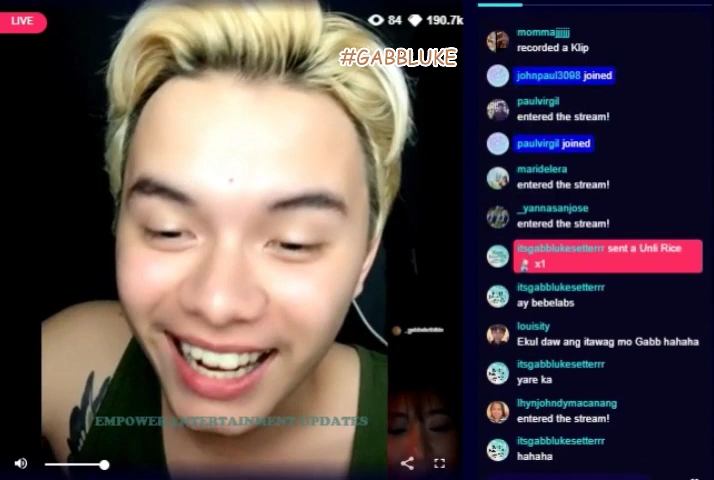 LIVE
84 190.7k
#GABBLUKE
EMPOWER ENTERTAINMENT UPDATES
mommajjjjjj
recorded a Klip
johnpaul3098 joined
paulvirgil
entered the stream!
paulvirgil joined
maridelera
entered the stream!
_yannasanjose
entered the stream!
itsgabblukesetterrr sent a Unli Rice
x1
itsgabblukesetterrr
ay bebelabs
louisity
Ekul daw ang itawag mo Gabb hahaha
itsgabblukesetterrr
yare ka
lhynjohndymacanang
entered the stream!
itsgabblukesetterrr
hahaha